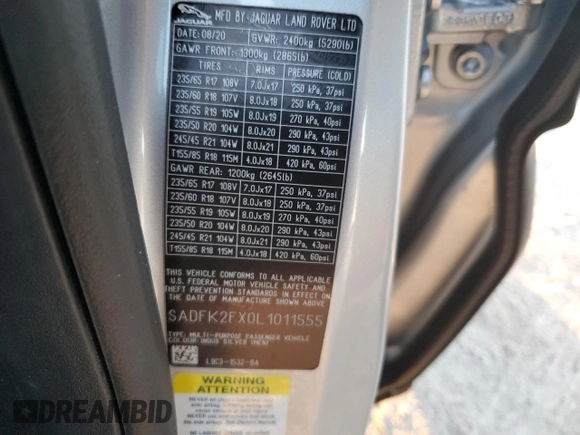 JAGUAR
MFD BY: JAGUAR LAND ROVER LTD
DATE: 08/20 GVWR: 2400kg (5290lb)
GAWR FRONT: 1300kg (2865lb)
TIRES RIMS PRESSURE (COLD)
235/65 R17 108V 7.0Jx17 250 kPa, 37psi
235/60 R18 107V 8.0Jx18 250 kPa, 37psi
235/55 R19 105W 8.0Jx19 270 kPa, 40psi
235/50 R20 104W 8.0Jx20 290 kPa, 43psi
245/45 R21 104W 8.0Jx21 290 kPa, 43psi
T155/85 R18 115M 4.0Jx18 420 kPa, 60psi
GAWR REAR: 1200kg (2645lb)
235/65 R17 108V 7.0Jx17 250 kPa, 37psi
235/60 R18 107V 8.0Jx18 250 kPa, 37psi
235/55 R19 105W 8.0Jx19 270 kPa, 40psi
235/50 R20 104W 8.0Jx20 290 kPa, 43psi
245/45 R21 104W 8.0Jx21 290 kPa, 43psi
T155/85 R18 115M 4.0Jx18 420 kPa, 60psi
THIS VEHICLE CONFORMS TO ALL APPLICABLE
U.S. FEDERAL MOTOR VEHICLE SAFETY
STANDARDS IN EFFECT ON THE DATE OF
MANUFACTURE SHOWN ABOVE.
SADFK2FX0L1011555
TYPE: MULTI-PURPOSE PASSENGER VEHICLE
COLOUR: INDUS SILVER (MEN)
L8C3-1532-BA
WARNING
DREAMBID